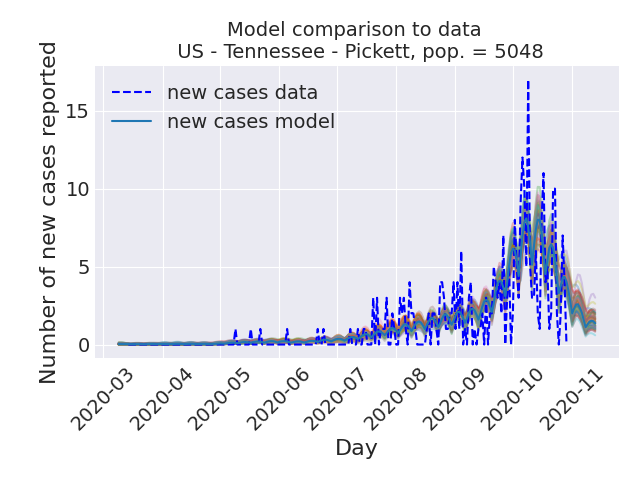 Model comparison to data
US - Tennessee - Pickett, pop. = 5048
new cases data
new cases model
Number of new cases reported
15
10
5
0
2020-03
2020-04
2020-05
2020-06
2020-07
2020-08
2020-09
2020-10
2020-11
Day